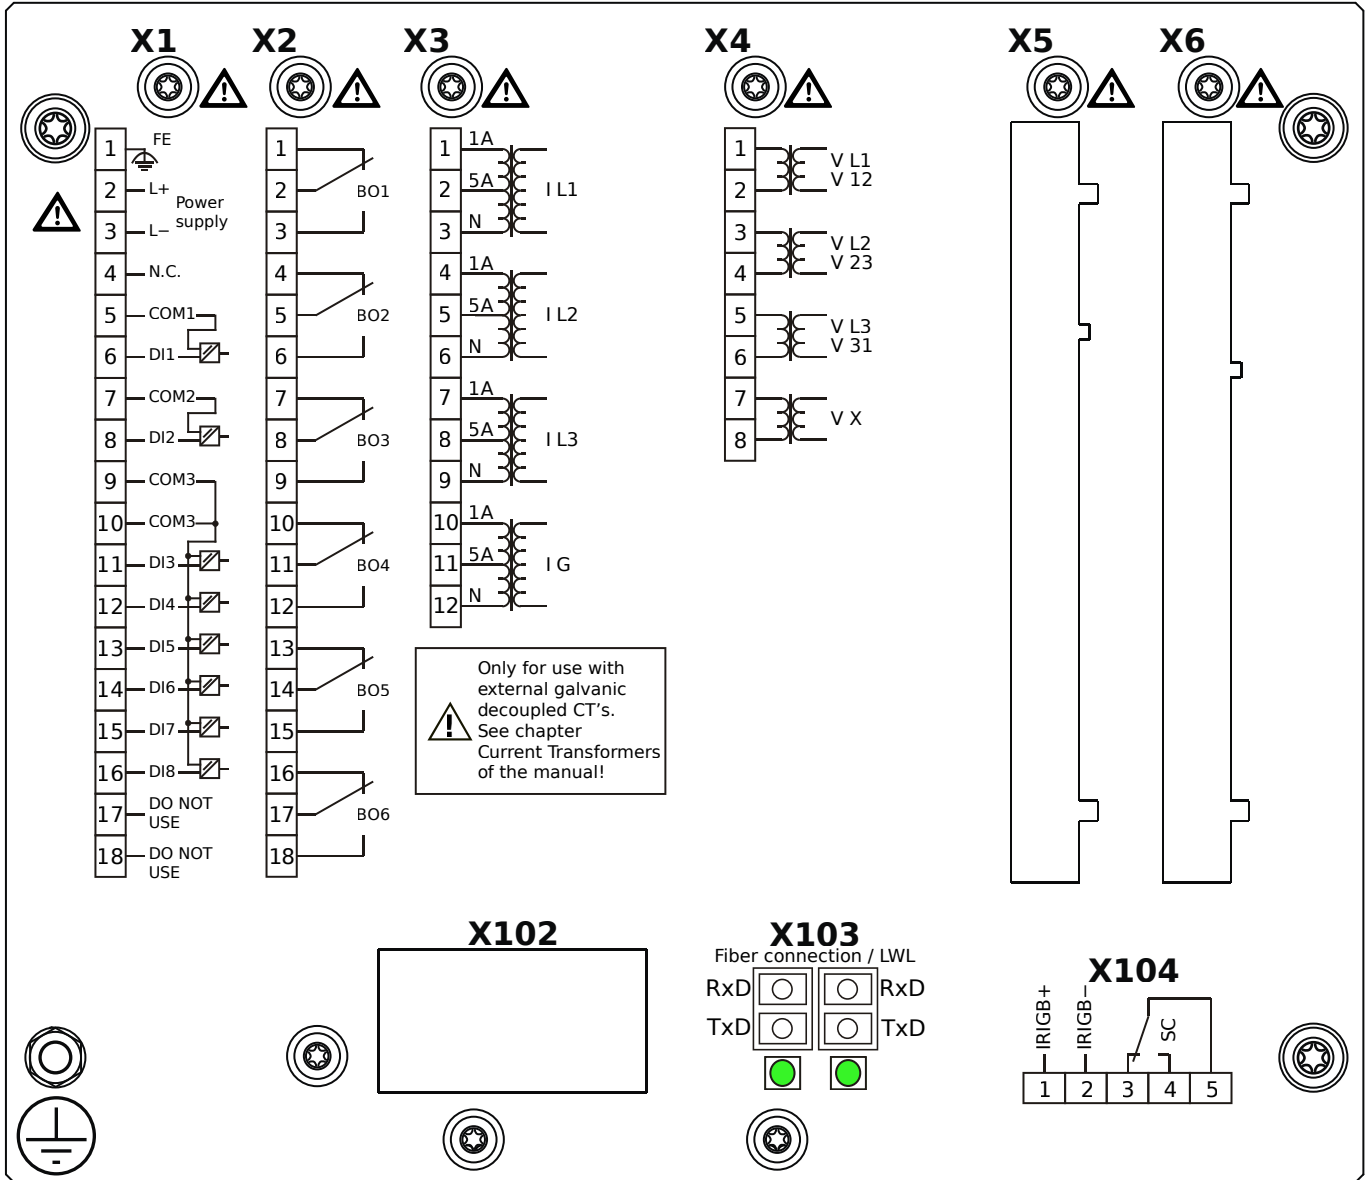 X1 X2 X3 X4 X5 X6
1 FE
2 L+
Power
supply
3 L−
4 N.C.
5 COM1
6 DI1
7 COM2
8 DI2
9 COM3
10 COM3
11 DI3
12 DI4
13 DI5
14 DI6
15 DI7
16 DI8
17 DO NOT
USE
18 DO NOT
USE
1
2 BO1
3
4
5 BO2
6
7
8 BO3
9
10
11 BO4
12
13
14 BO5
15
16
17 BO6
18
1 1A
2 5A I L1
3 N
4 1A
5 5A I L2
6 N
7 1A
8 5A I L3
9 N
10 1A
11 5A I G
12 N
Only for use with
external galvanic
decoupled CT's.
See chapter
Current Transformers
of the manual!
1 V L1
2 V 12
3 V L2
4 V 23
5 V L3
6 V 31
7 V X
8
X102
X103
Fiber connection / LWL
RxD RxD
TxD TxD
X104
IRIGB+ IRIGB− SC
1 2 3 4 5